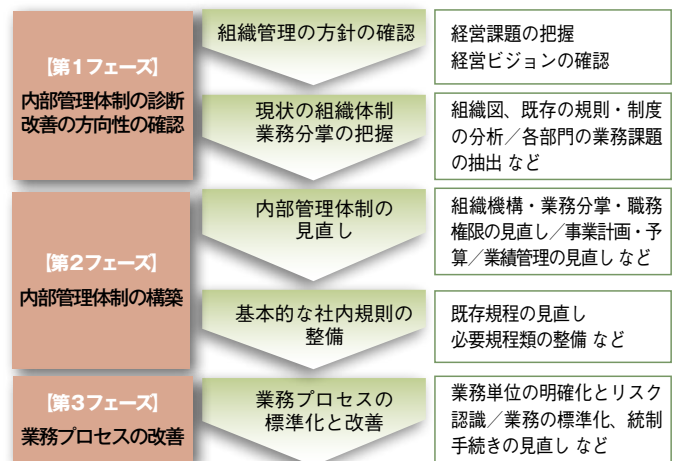 【第1フェーズ】
内部管理体制の診断
改善の方向性の確認
組織管理の方針の確認
経営課題の把握
経営ビジョンの確認
現状の組織体制
業務分掌の把握
組織図、既存の規則・制度
の分析／各部門の業務課題
の抽出 など
【第2フェーズ】
内部管理体制の構築
内部管理体制の
見直し
組織機構・業務分掌・職務
権限の見直し／事業計画・予
算／業績管理の見直し など
基本的な社内規則の
整備
既存規程の見直し
必要規程類の整備 など
【第3フェーズ】
業務プロセスの改善
業務プロセスの
標準化と改善
業務単位の明確化とリスク
認識／業務の標準化、統制
手続きの見直し など